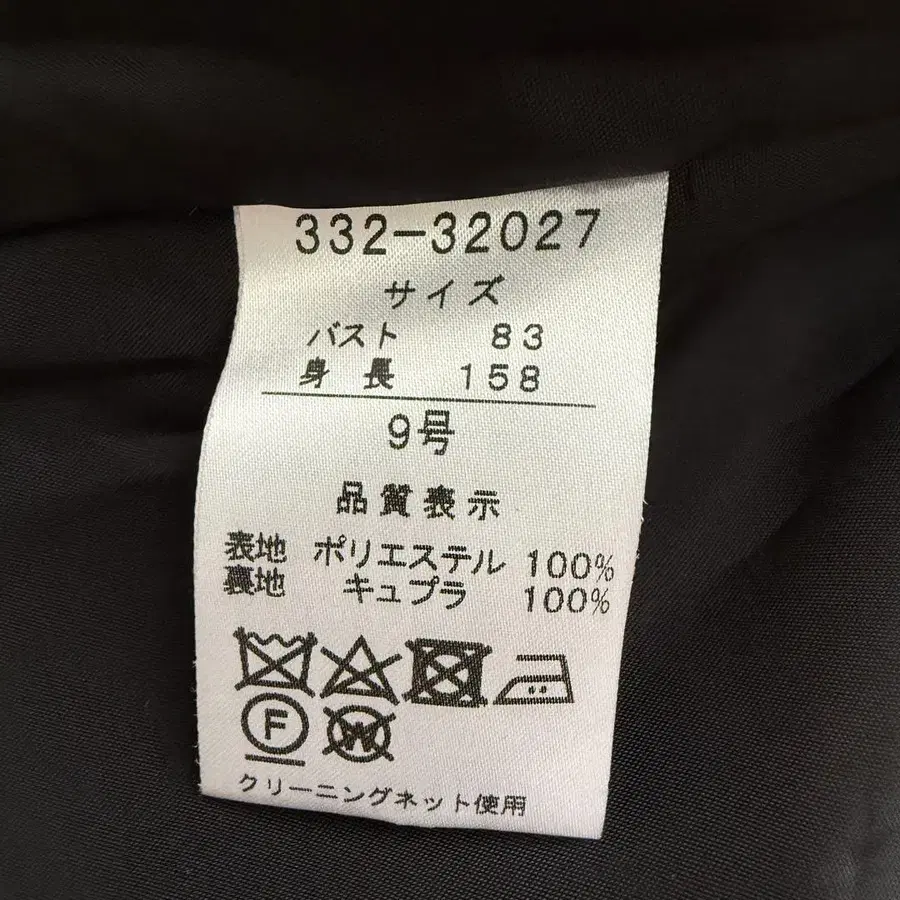 332-32027
サイズ
バスト 83
身長 158
9号
品質表示
表地 ポリエステル 100%
裏地 キュプラ 100%
F W
クリーニングネット使用